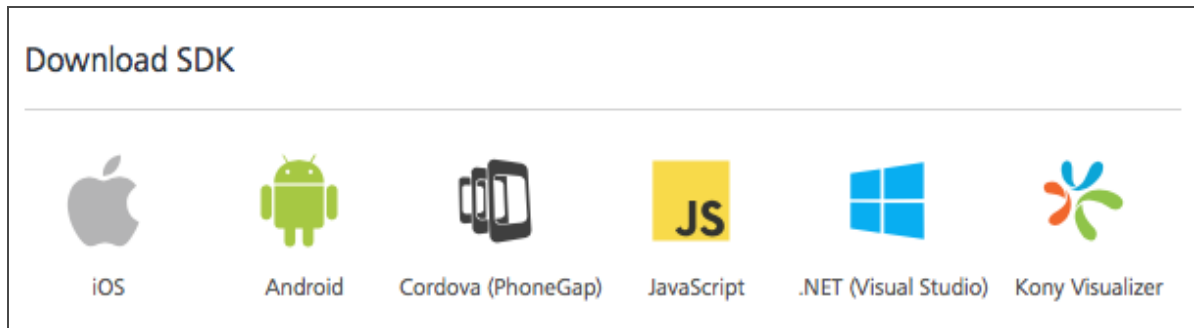 Download SDK
JS
iOS Android Cordova (PhoneGap) JavaScript .NET (Visual Studio) Kony Visualizer